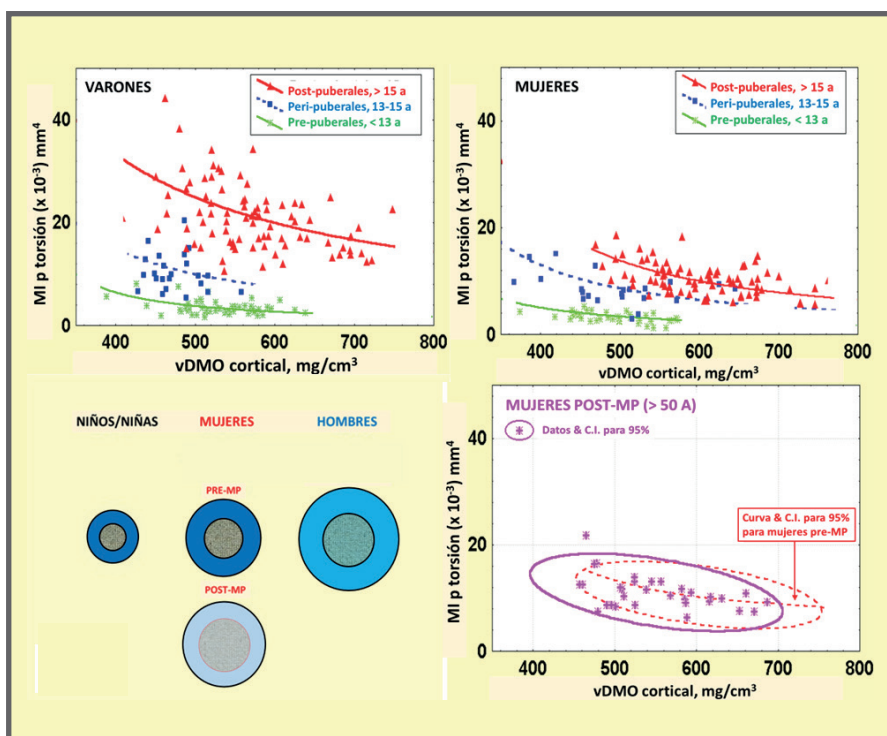 VARONES
Post-puberales, > 15 a
Peri-puberales, 13-15 a
Pre-puberales, < 13 a
MI p torsión (x 10-3) mm4
40
20
0
400
500
600
700
800
vDMO cortical, mg/cm3
MUJERES
Post-puberales, > 15 a
Peri-puberales, 13-15 a
Pre-puberales, < 13 a
MI p torsión (x 10-3) mm4
40
20
0
400
500
600
700
800
vDMO cortical, mg/cm3
NIÑOS/NIÑAS
MUJERES
HOMBRES
PRE-MP
POST-MP
MUJERES POST-MP (> 50 A)
Datos & C.I. para 95%
Curva & C.I. para 95%
para mujeres pre-MP
MI p torsión (x 10-3) mm4
40
20
0
400
500
600
700
800
vDMO cortical, mg/cm3